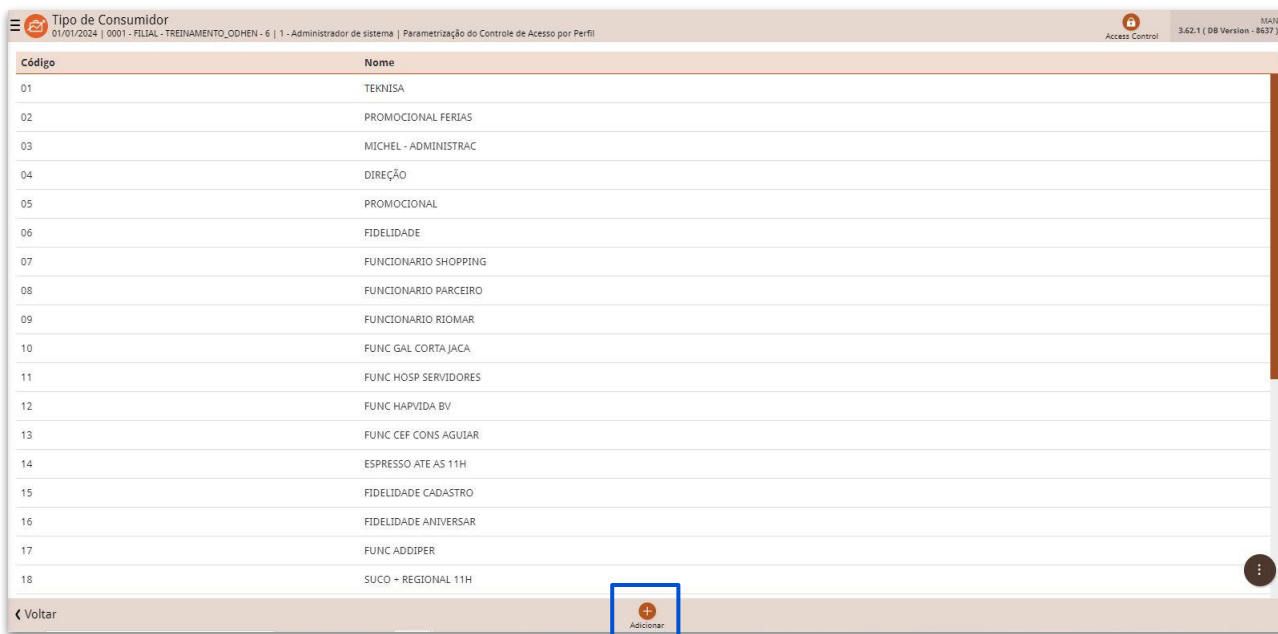 Tipo de Consumidor
01/01/2024 | 0001 - FILIAL - TREINAMENTO_ODHEN - 6 | 1 - Administrador de sistema | Parametrização do Controle de Acesso por Perfil
Access Control
MAN
3.62.1 ( DB Version - 8637 )
Código Nome
01 TEKNISA
02 PROMOCIONAL FERIAS
03 MICHEL - ADMINISTRAC
04 DIREÇÃO
05 PROMOCIONAL
06 FIDELIDADE
07 FUNCIONARIO SHOPPING
08 FUNCIONARIO PARCEIRO
09 FUNCIONARIO RIOMAR
10 FUNC GAL CORTA JACA
11 FUNC HOSP SERVIDORES
12 FUNC HAPVIDA BV
13 FUNC CEF CONS AGUIAR
14 ESPRESSO ATE AS 11H
15 FIDELIDADE CADASTRO
16 FIDELIDADE ANIVERSAR
17 FUNC ADDIPER
18 SUCO + REGIONAL 11H
Voltar
Adicionar